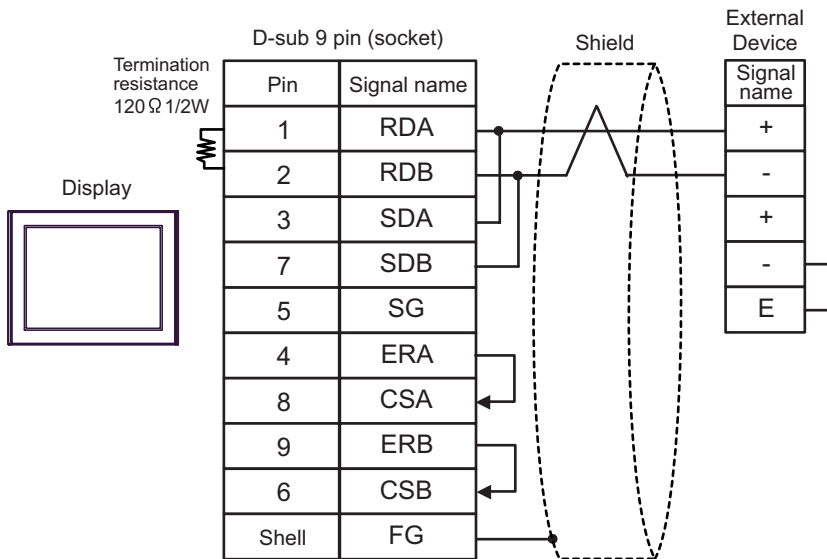 D-sub 9 pin (socket)
Shield
External
Device
Termination
resistance
120Ω 1/2W
Pin
Signal name
Signal
name
1
RDA
+
2
RDB
-
Display
3
SDA
+
7
SDB
-
5
SG
E
4
ERA
8
CSA
9
ERB
6
CSB
Shell
FG